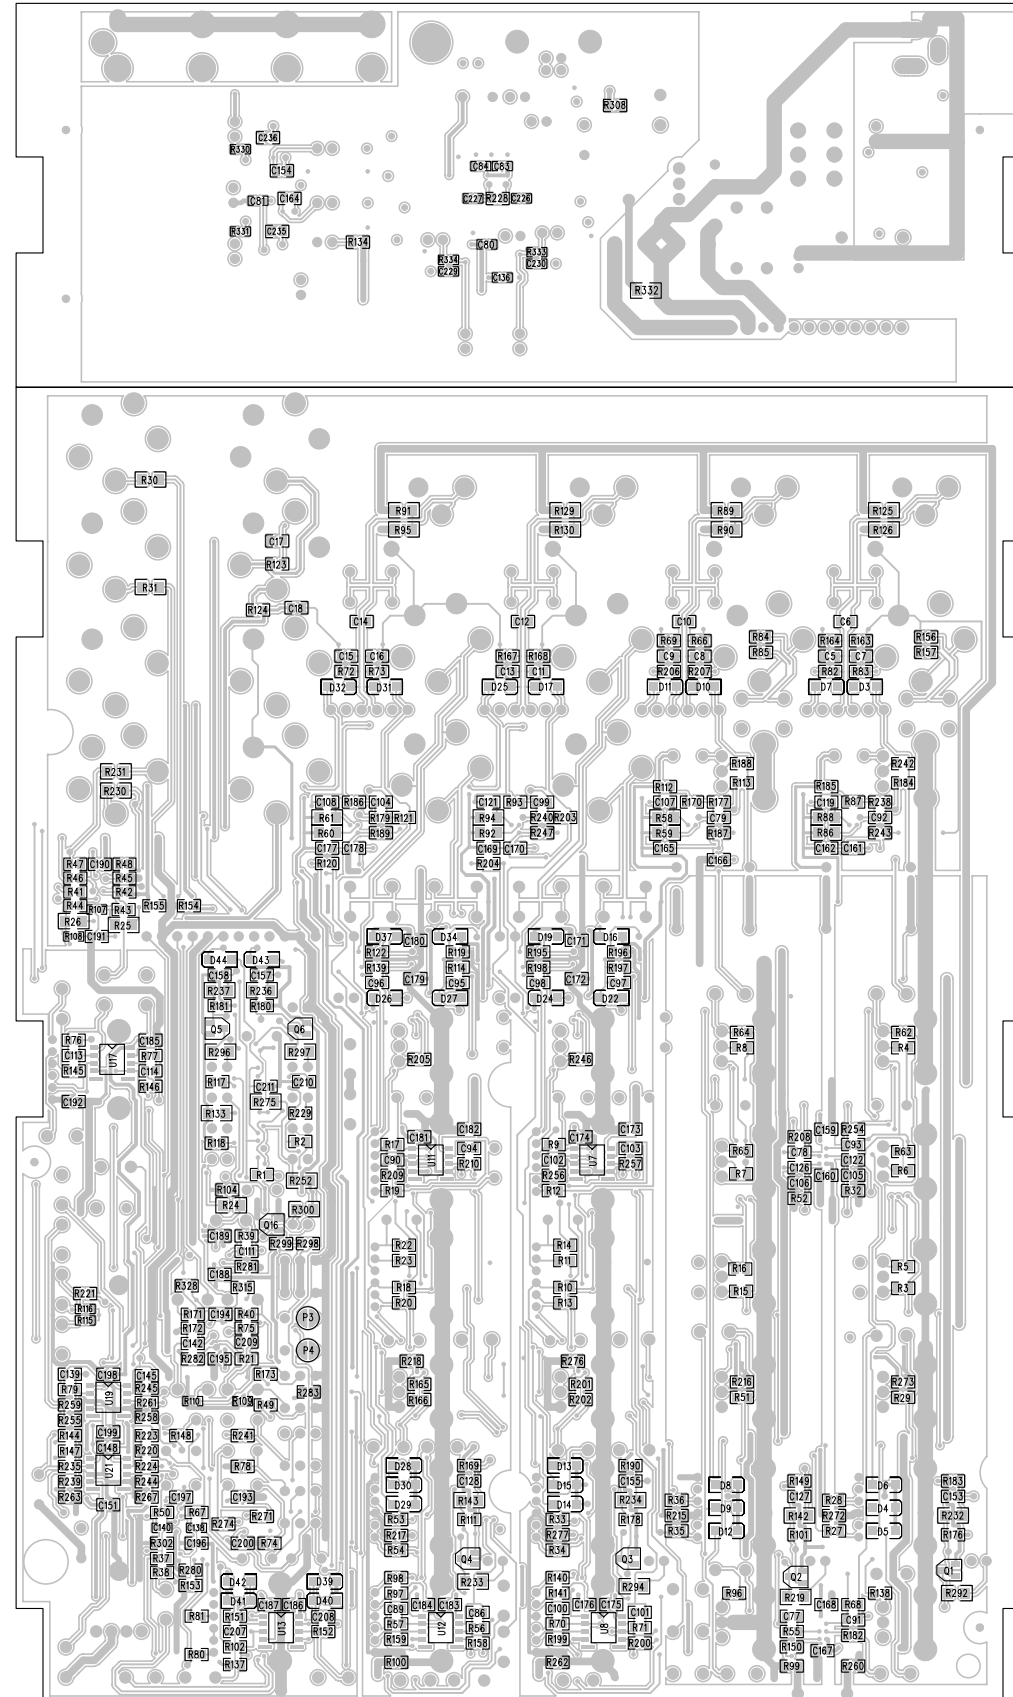 R308
C236
R330
C154
C84 C83
C81 C164
C227 R228 C226
R331 C235
R134
C80
R334
C229
R333
C230
C136
R332
R30
R91 R129 R89 R125
R95 R130 R90 R126
C17
R123
R31
R124 C18
C14 C12 C10 C6
R69 R66 R84 R164 R163 R156
R85 R157
C15 C16 R167 R168 C9 C8 C5 C7
R72 R73 C13 C11 R206 R207 R82 R83
D32 D31 D25 D17 D11 D10 D7 D3
R231
R230
R188 R242
R112 R113 R185 R184
C108 R186 C104 C121 R93 C99 C107 R170 R177 C119 R87 R238
R61 R179 R121 R94 R240 R203 R58 C79 R88 C92
R60 R189 R92 R247 R59 R187 R86 R243
C177 C178 C169 C170 C165 C166 C162 C161
R120 R204
R47 C190 R48
R46 R45
R41 R42
R44 R107 R43 R155 R154
R26 R25
R108 C191
D37 C180 D34 D19 C171 D16
R122 R119 R195 R196
R139 R114 R198 R197
C96 C179 C95 C98 C172 C97
D26 D27 D24 D22
D44 D43
C158 C157
R237 R236
R181 R180
Q5 Q6
R76 C185 R64 R62
C113 U17 R77 R296 R297 R205 R246 R8 R4
R145 C114
R146
R117 C211 C210
C192 R275
R133 R229
R118 R2
C181 C182 C174 C173
R17 C94 R9 C103
C90 U11 R210 C102 U7 R257
R209 R256
R19 R12
R208 C159 R254
R65 C78 C93 R63
C126 C122
R7 C106 C160 C105 R6
R52 R32
R1 R252
R104
R24 R300
Q16
C189 R39 R299 R298
C111
R281
C188
R328 R315
R22 R14
R23 R11
R16 R5
R18 R10 R15 R3
R20 R13
R221
R116
R115
R171 C194 R40 P3
R172 R75
C142 C209
R282 C195 R21 P4
R218 R276
C139 C198 C145 R173
R79 R245 R283 R165 R201 R216 R273
R259 U19 R261 R110 R109 R49 R166 R202 R51 R29
R255 R258
R144 C199 R223 R148 R241
R147 C148 R220
R235 U21 R224 R78
R239 R244
R263 C151 R267 C197 C193
D28 R169 D13 R190
D30 C128 D15 C155 D8 R149 D6 R183
D29 R143 D14 R234 R36 C127 R28 C153
R53 R111 R33 R178 R215 D9 R142 R272 D4 R232
R217 R277 R35 D12 R101 R27 D5 R176
R54 R34
R50 R67 R271
C140 C138 R274
R302 C196 C200 R74
R37
R38 R280
R153
Q4 Q3 Q2 Q1
D42 D39
D41 D40
R98 R233 R140 R294 R96 R219 R138 R292
R97 R141
C187 C186
R81 R151 U13 C208
C207 R152
R80 R102
R137
C89 C184 C183 C86 C100 C176 C175 C101
R57 U12 R56 R70 U8 R71
R159 R158 R199 R200
R100 R262
C77 C168 R68
R55 C91
R150 C167 R182
R99 R260